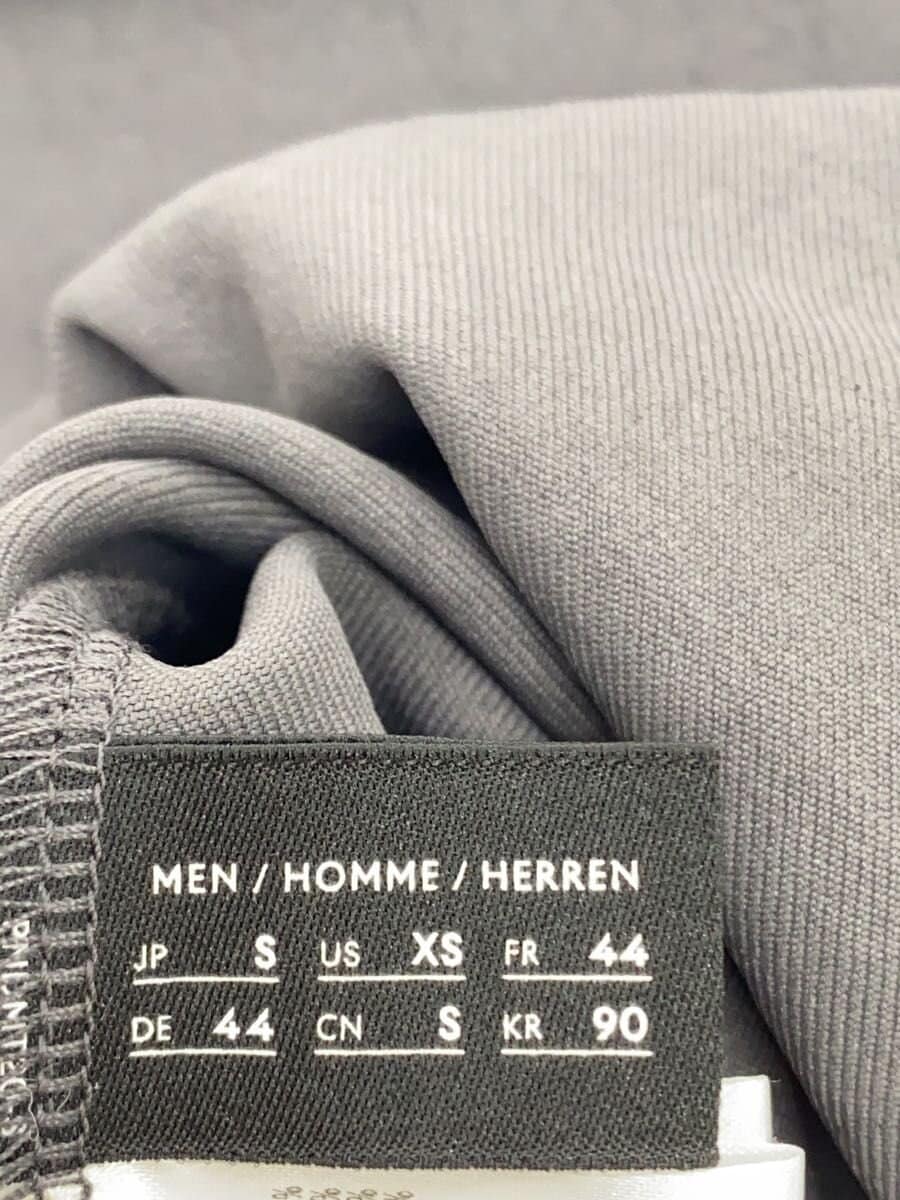 MEN / HOMME / HERREN
JP S US XS FR 44
DE 44 CN S KR 90